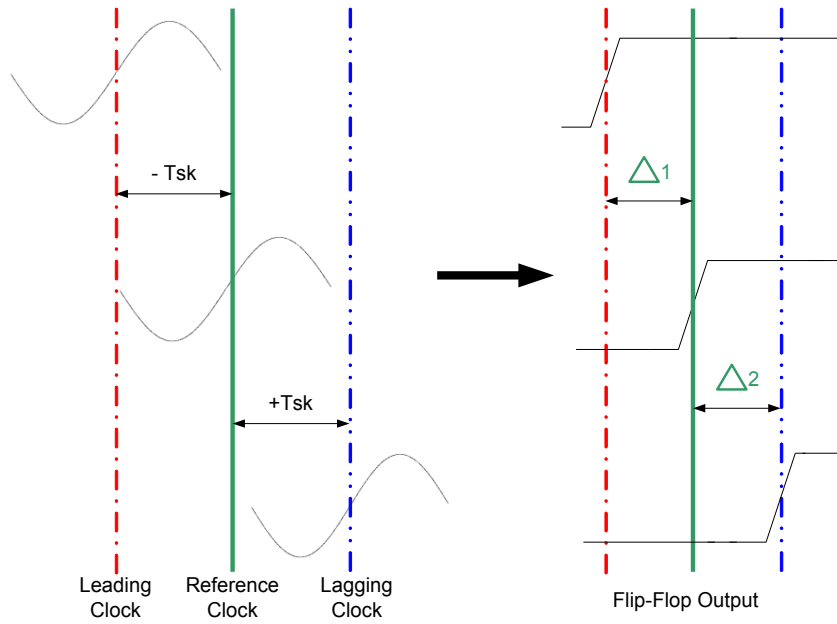 - Tsk
△1
+Tsk
△2
Leading
Clock
Reference
Clock
Lagging
Clock
Flip-Flop Output